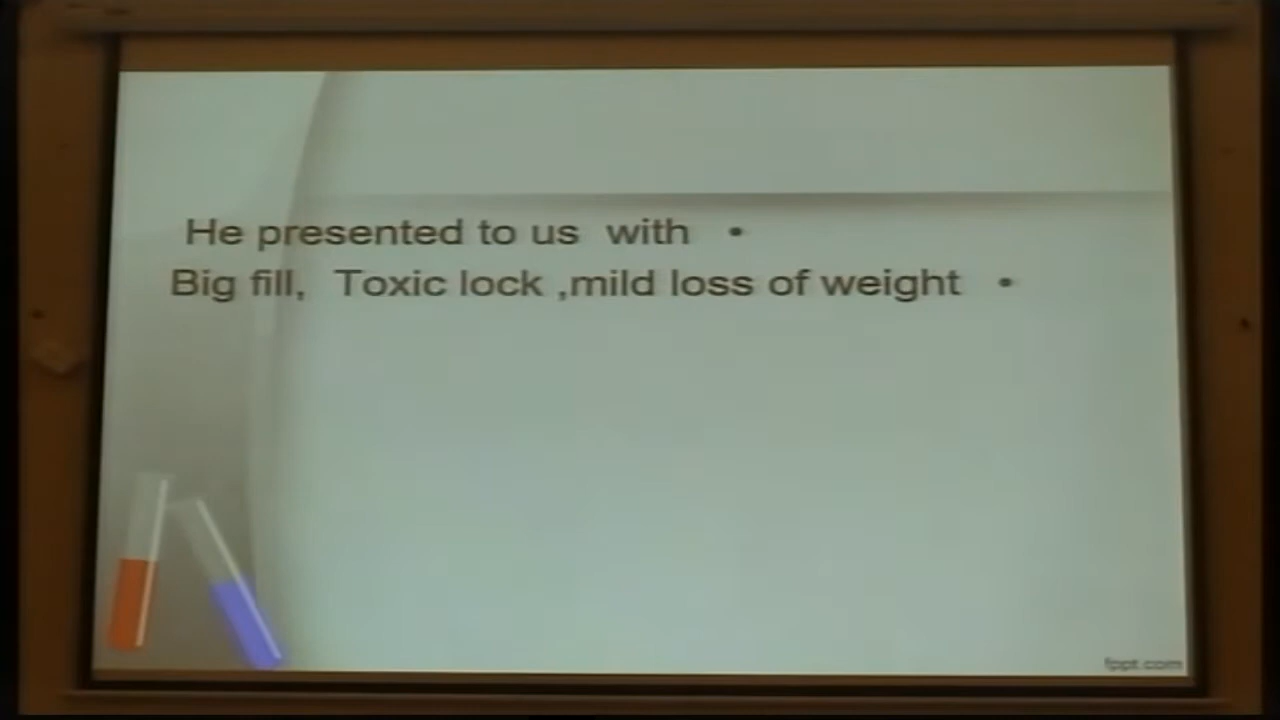 He presented to us with •
Big fill, Toxic lock ,mild loss of weight •
fppt.com